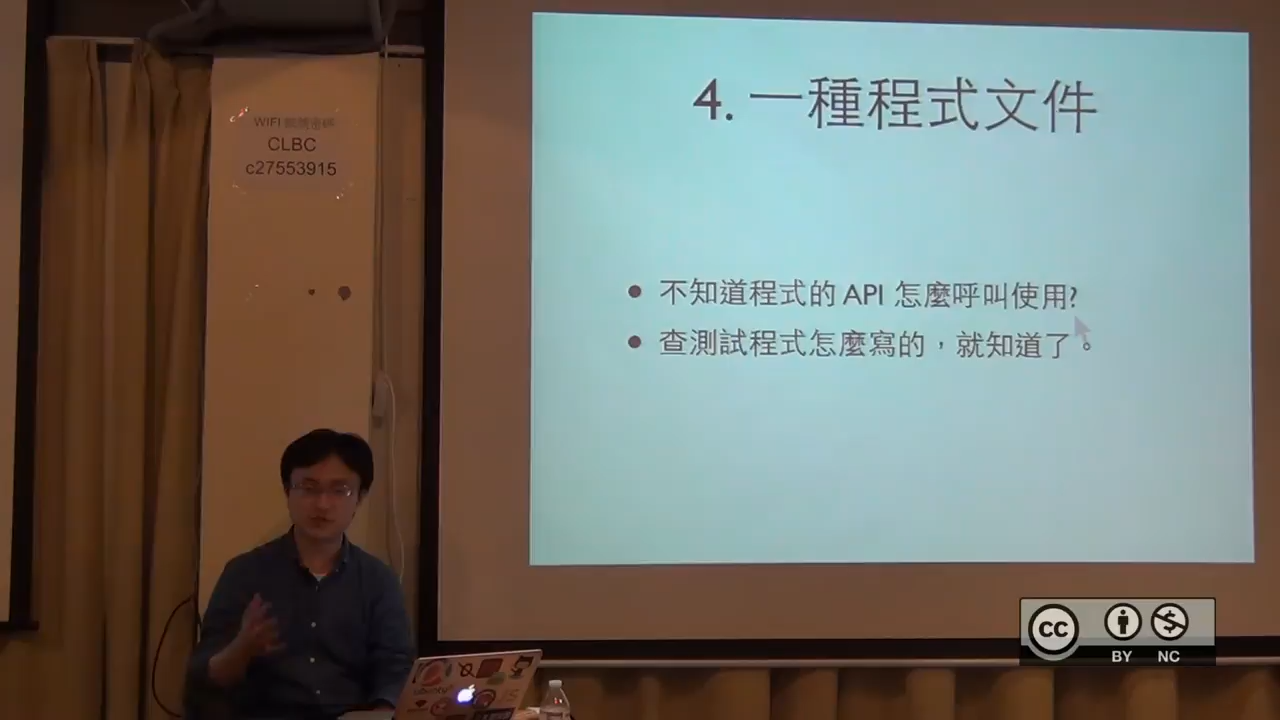 WIFI
CLBC
c27553915
4. 一種程式文件
不知道程式的 API 怎麼呼叫使用?
查測試程式怎麼寫的，就知道了。
ubuntu
CC
BY NC